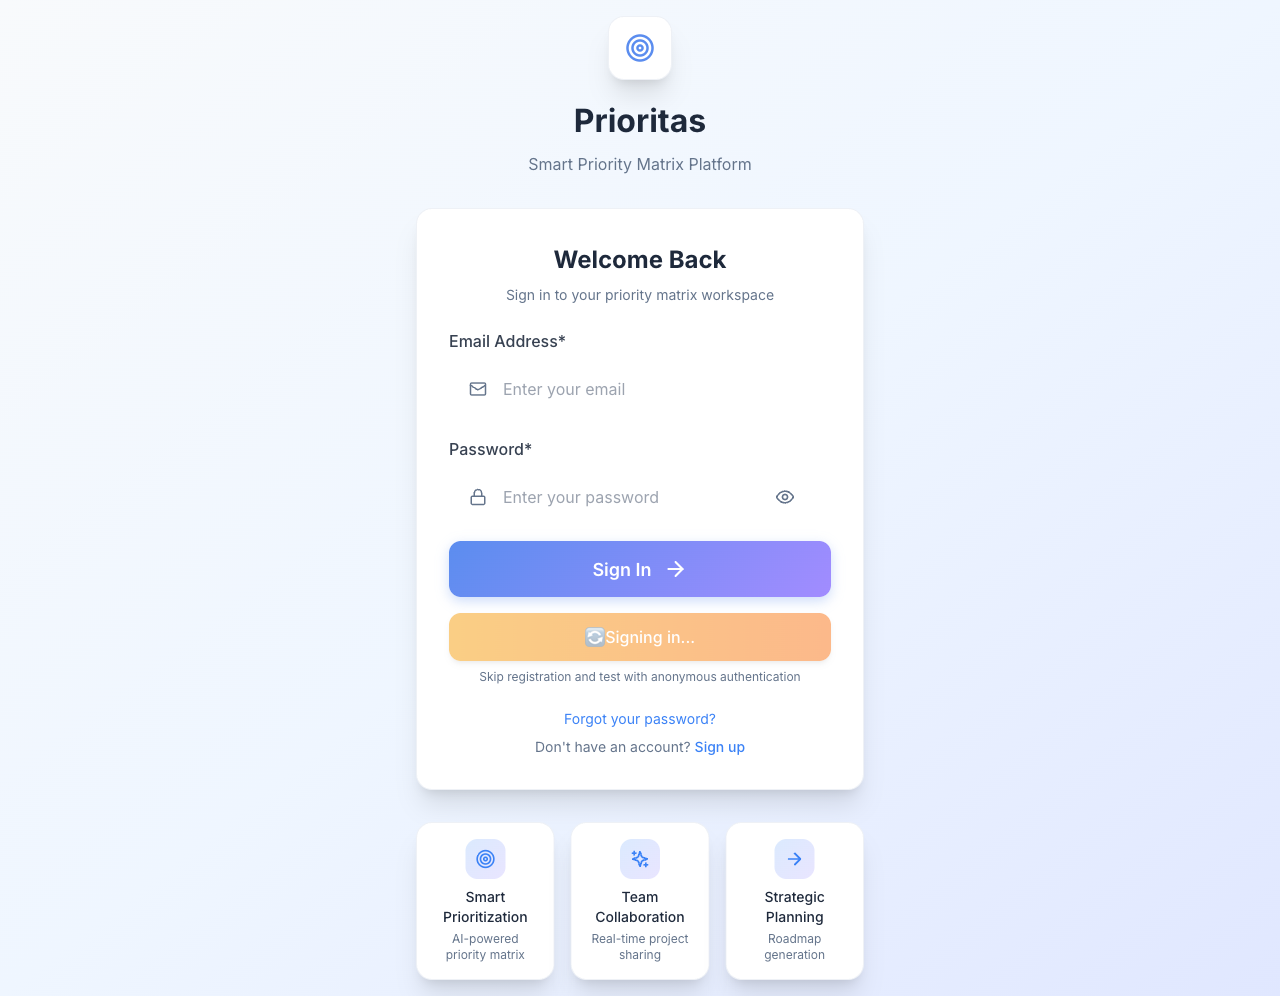 Prioritas
Smart Priority Matrix Platform
Welcome Back
Sign in to your priority matrix workspace
Email Address*
Enter your email
Password*
Enter your password
Sign In
🔄Signing in...
Skip registration and test with anonymous authentication
Forgot your password?
Don't have an account? Sign up
Smart
Prioritization
AI-powered
priority matrix
Team
Collaboration
Real-time project
sharing
Strategic
Planning
Roadmap
generation